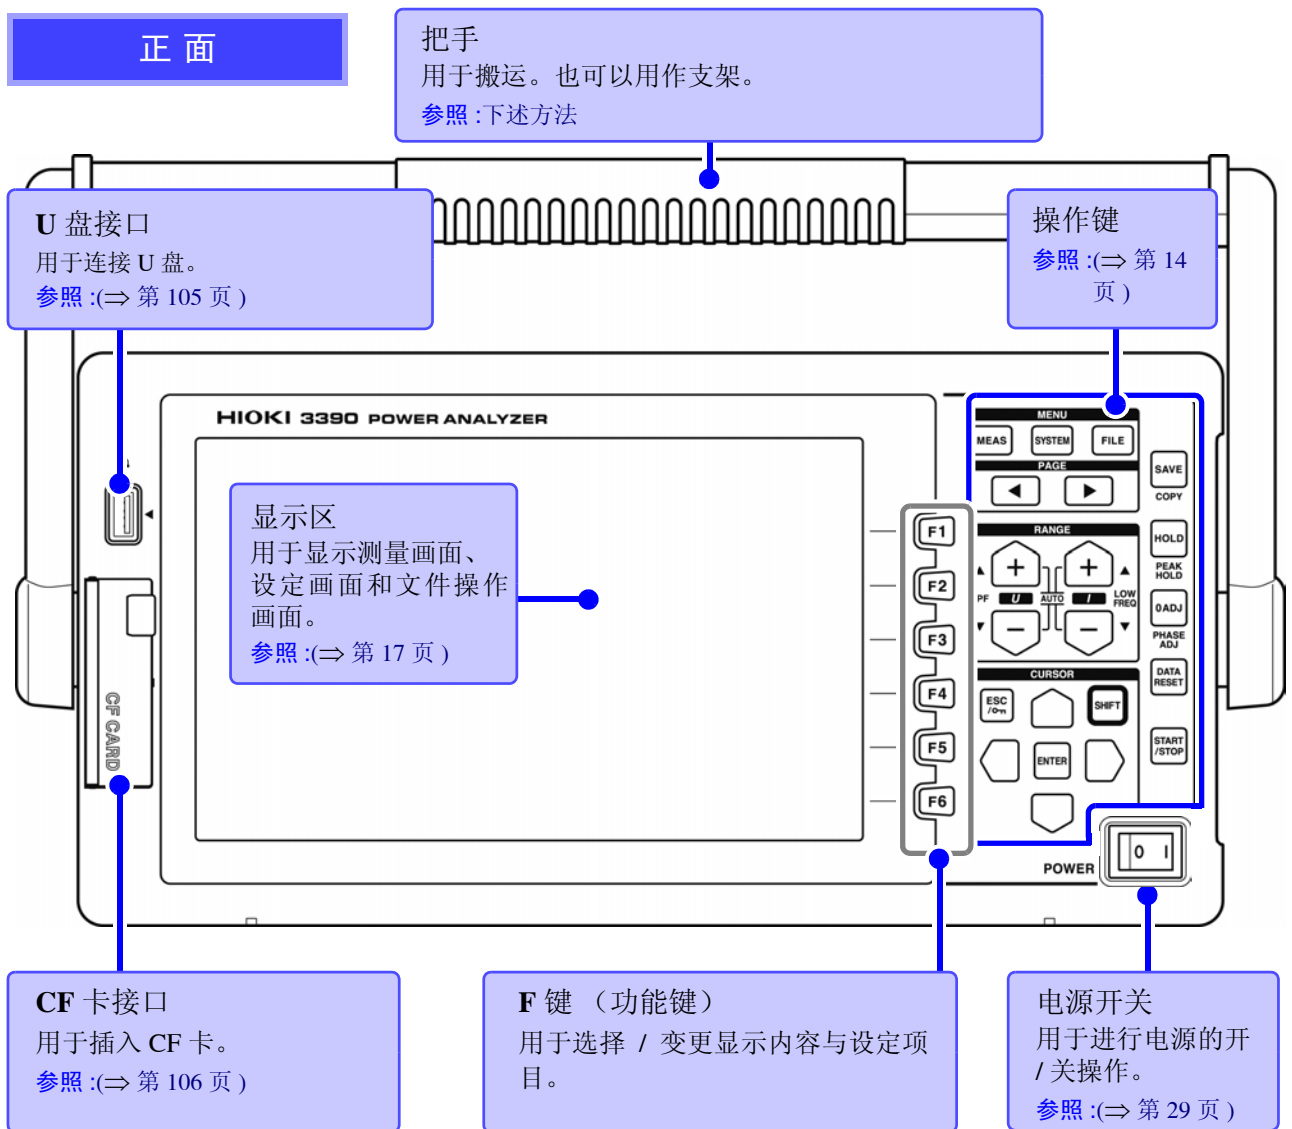 正 面
把手
用于搬运。也可以用作支架。
参照 :下述方法
U 盘接口
用于连接 U 盘。
参照 :(⇒ 第 105 页 )
操作键
参照 :(⇒ 第 14
页 )
HIOKI 3390 POWER ANALYZER
显示区
用于显示测量画面、
设定画面和文件操作
画面。
参照 :(⇒ 第 17 页 )
F1
F2
F3
F4
F5
F6
MENU
MEAS SYSTEM FILE
PAGE
SAVE
COPY
RANGE
HOLD
PEAK
HOLD
PF U AUTO I LOW
FREQ
0 ADJ
PHASE
ADJ
CURSOR
DATA
RESET
ESC
/
SHIFT
ENTER
START
/STOP
POWER
0 I
CF CARD
CF 卡接口
用于插入 CF 卡。
参照 :(⇒ 第 106 页 )
F 键 （功能键）
用于选择 / 变更显示内容与设定项
目。
电源开关
用于进行电源的开
/ 关操作。
参照 :(⇒ 第 29 页 )